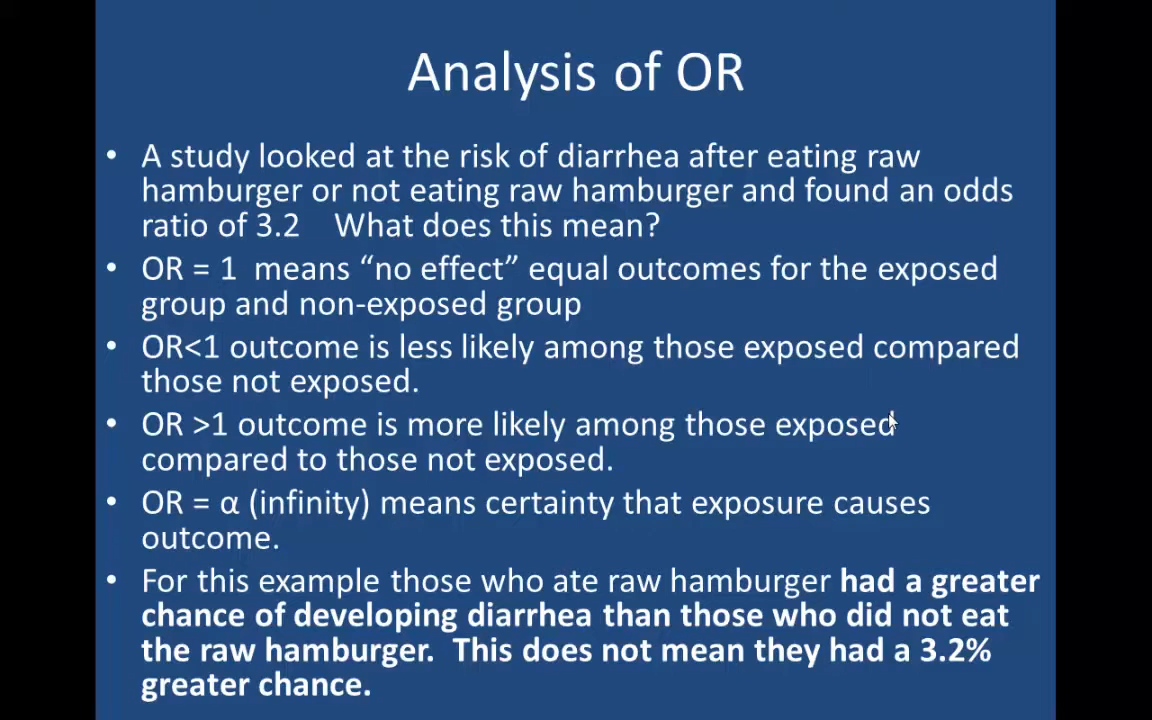 Analysis of OR
• A study looked at the risk of diarrhea after eating raw
hamburger or not eating raw hamburger and found an odds
ratio of 3.2    What does this mean?
• OR = 1  means “no effect” equal outcomes for the exposed
group and non-exposed group
• OR<1 outcome is less likely among those exposed compared
those not exposed.
• OR >1 outcome is more likely among those exposed
compared to those not exposed.
• OR = α (infinity) means certainty that exposure causes
outcome.
• For this example those who ate raw hamburger had a greater
chance of developing diarrhea than those who did not eat
the raw hamburger.  This does not mean they had a 3.2%
greater chance.